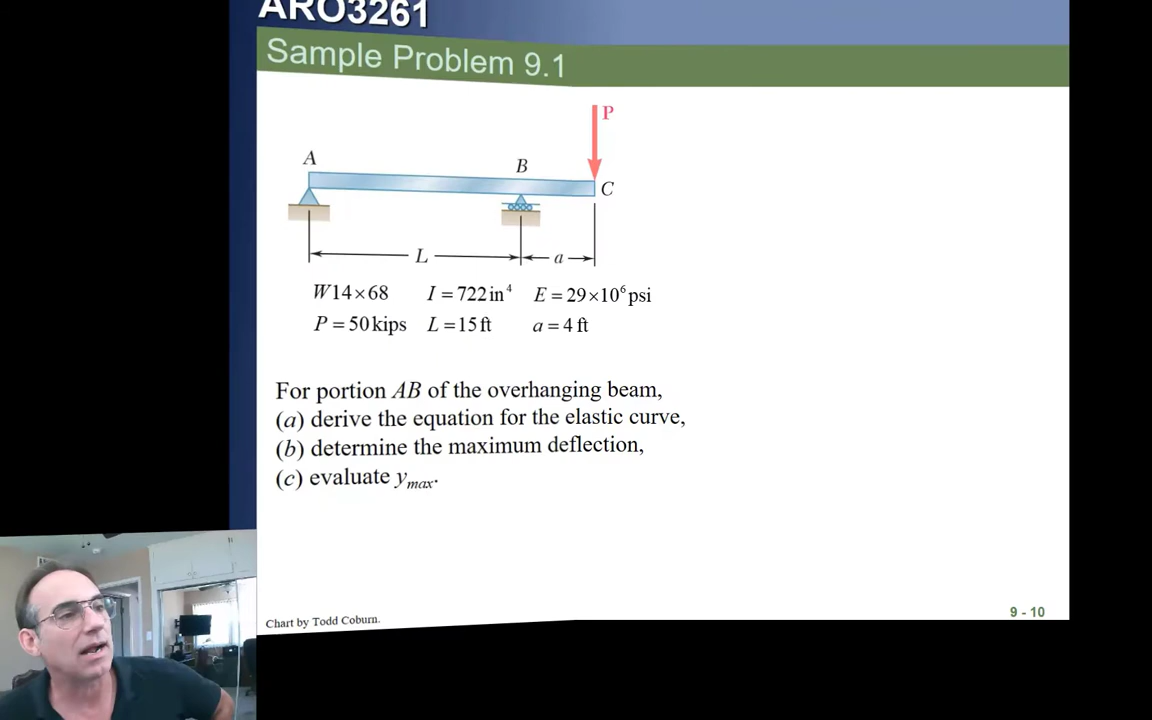 ARO3261
Sample Problem 9.1
P
A
B
C
L
a
W14×68 I = 722 in⁴ E = 29×10⁶ psi
P = 50 kips L = 15 ft a = 4 ft
For portion AB of the overhanging beam,
(a) derive the equation for the elastic curve,
(b) determine the maximum deflection,
(c) evaluate yₘₐₓ.
Chart by Todd Coburn.
9 - 10